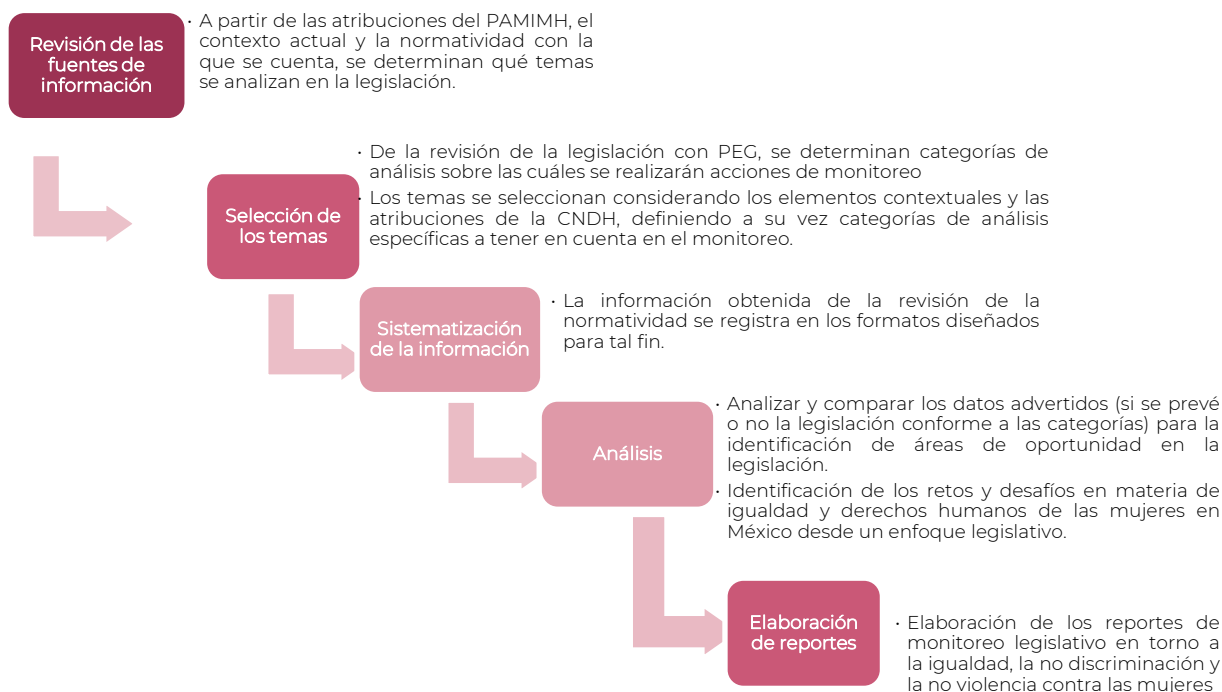 Revisión de las
fuentes de
información
· A partir de las atribuciones del PAMIMH, el
contexto actual y la normatividad con la
que se cuenta, se determinan qué temas
se analizan en la legislación.
Selección de
los temas
· De la revisión de la legislación con PEG, se determinan categorías de
análisis sobre las cuáles se realizarán acciones de monitoreo
· Los temas se seleccionan considerando los elementos contextuales y las
atribuciones de la CNDH, definiendo a su vez categorías de análisis
específicas a tener en cuenta en el monitoreo.
Sistematización
de la información
· La información obtenida de la revisión de la
normatividad se registra en los formatos diseñados
para tal fin.
Análisis
· Analizar y comparar los datos advertidos (si se prevé
o no la legislación conforme a las categorías) para la
identificación de áreas de oportunidad en la
legislación.
· Identificación de los retos y desafíos en materia de
igualdad y derechos humanos de las mujeres en
México desde un enfoque legislativo.
Elaboración
de reportes
· Elaboración de los reportes de
monitoreo legislativo en torno a
la igualdad, la no discriminación y
la no violencia contra las mujeres